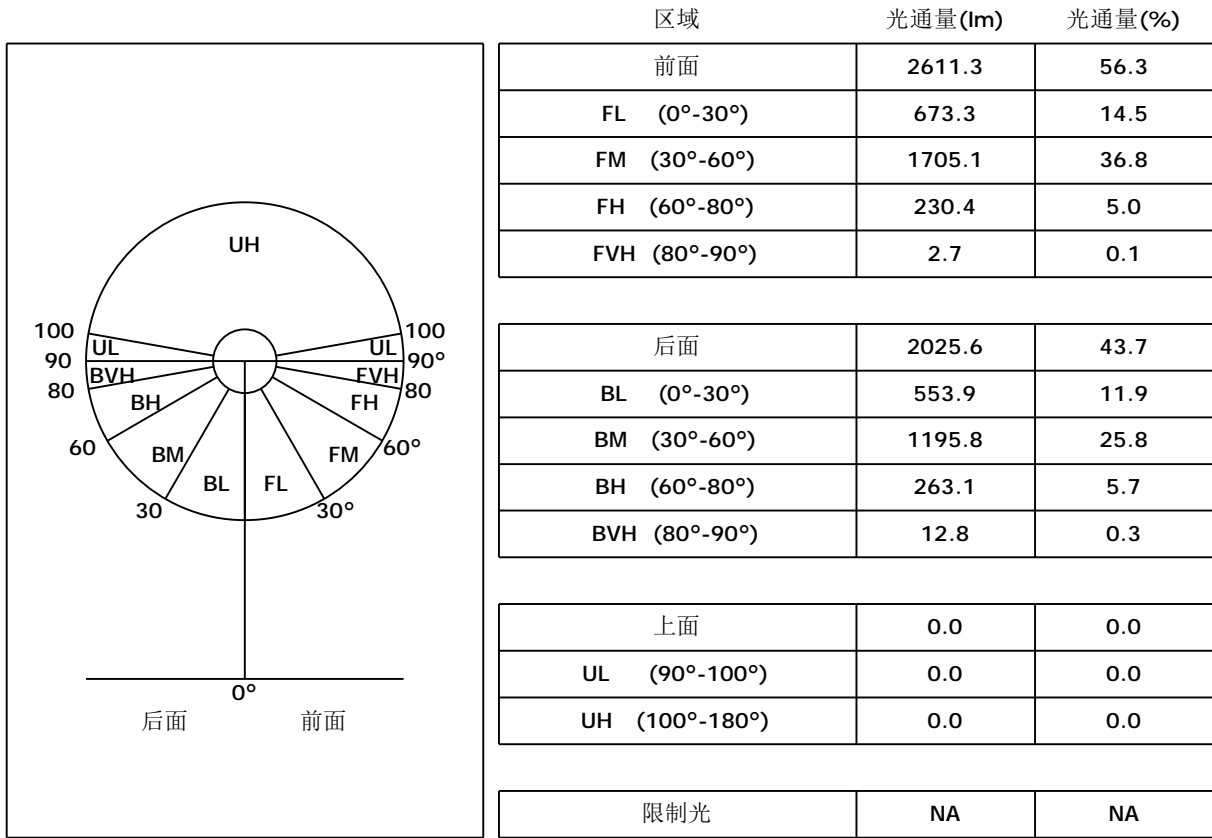 区域 光通量(lm) 光通量(%)
前面 2611.3 56.3
FL (0°-30°) 673.3 14.5
FM (30°-60°) 1705.1 36.8
FH (60°-80°) 230.4 5.0
FVH (80°-90°) 2.7 0.1
后面 2025.6 43.7
BL (0°-30°) 553.9 11.9
BM (30°-60°) 1195.8 25.8
BH (60°-80°) 263.1 5.7
BVH (80°-90°) 12.8 0.3
上面 0.0 0.0
UL (90°-100°) 0.0 0.0
UH (100°-180°) 0.0 0.0
限制光 NA NA
UH
100 100
UL UL
90 90°
BVH FVH
80 80
BH FH
60 60°
BM FM
BL FL
30 30°
0°
后面 前面